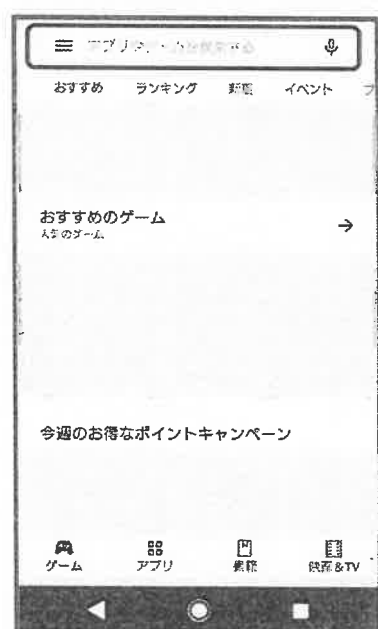 おすすめ ランキング 新着 イベント
おすすめのゲーム
人気のゲーム
今週のお得なポイントキャンペーン
ゲーム アプリ 書籍 映画&TV